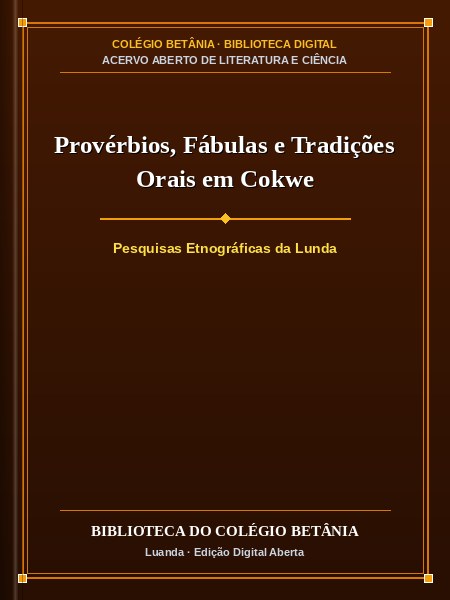 COLÉGIO BETÂNIA · BIBLIOTECA DIGITAL
ACERVO ABERTO DE LITERATURA E CIÊNCIA
Provérbios, Fábulas e Tradições
Orais em Cokwe
Pesquisas Etnográficas da Lunda
BIBLIOTECA DO COLÉGIO BETÂNIA
Luanda · Edição Digital Aberta